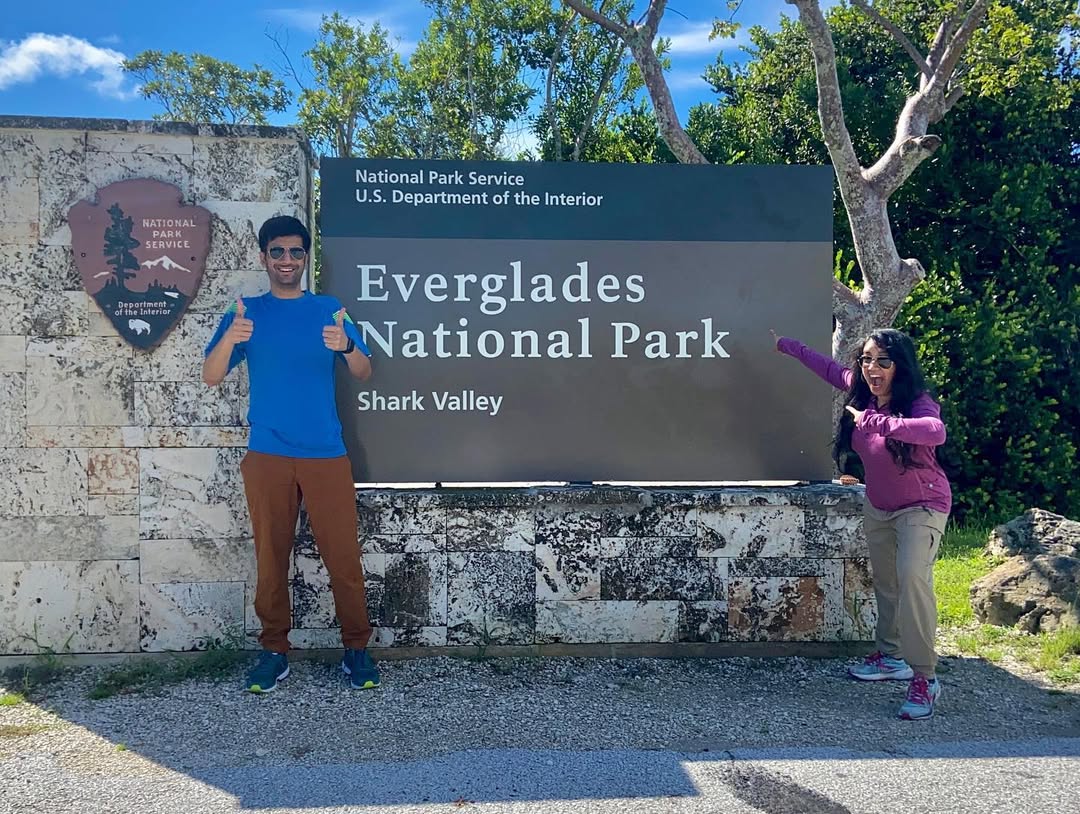 NATIONAL
PARK
SERVICE
Department
of the Interior
National Park Service
U.S. Department of the Interior
Everglades
National Park
Shark Valley